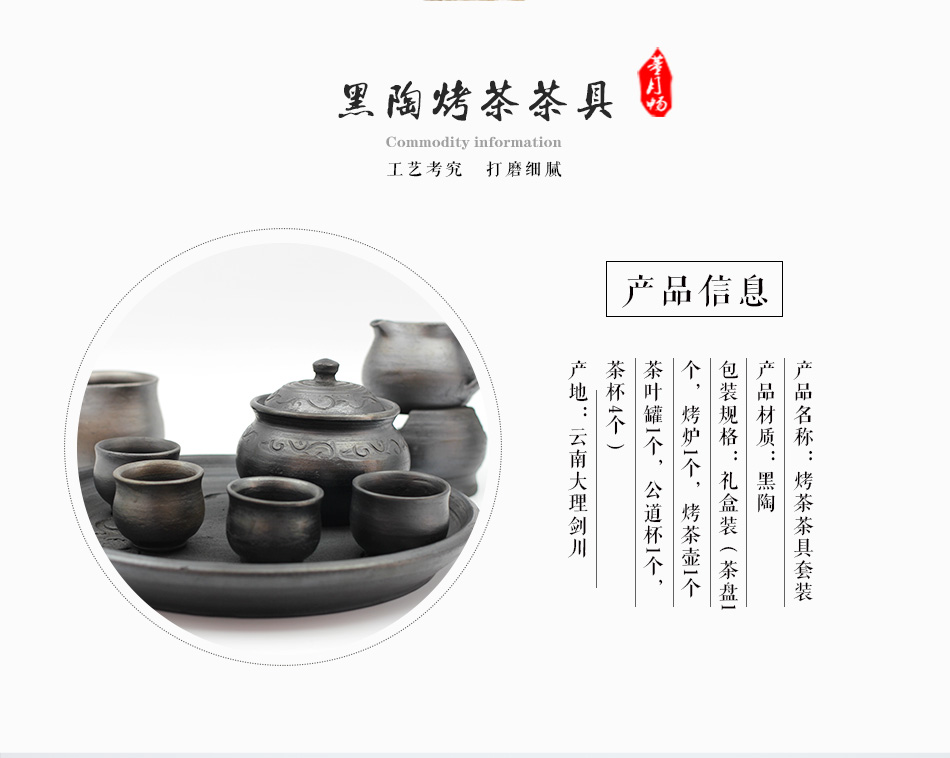 黑陶烤茶茶具
董月畅
Commodity information
工艺考究 打磨细腻
产品信息
产品名称：烤茶茶具套装
产品材质：黑陶
包装规格：礼盒装（茶盘1
个，烤炉1个，烤茶壶1个
茶叶罐1个，公道杯1个，
茶杯4个）
产地：云南大理剑川